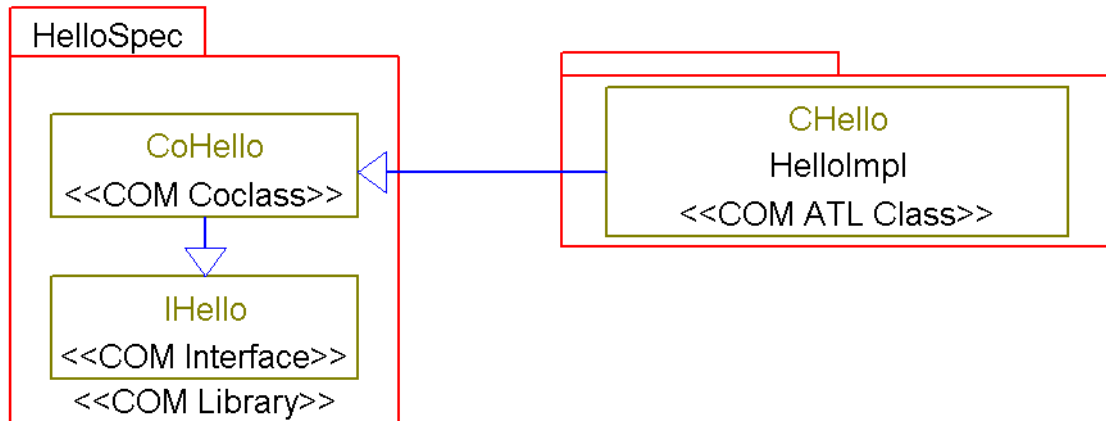 HelloSpec
CoHello
<<COM Coclass>>
IHello
<<COM Interface>>
<<COM Library>>
CHello
HelloImpl
<<COM ATL Class>>